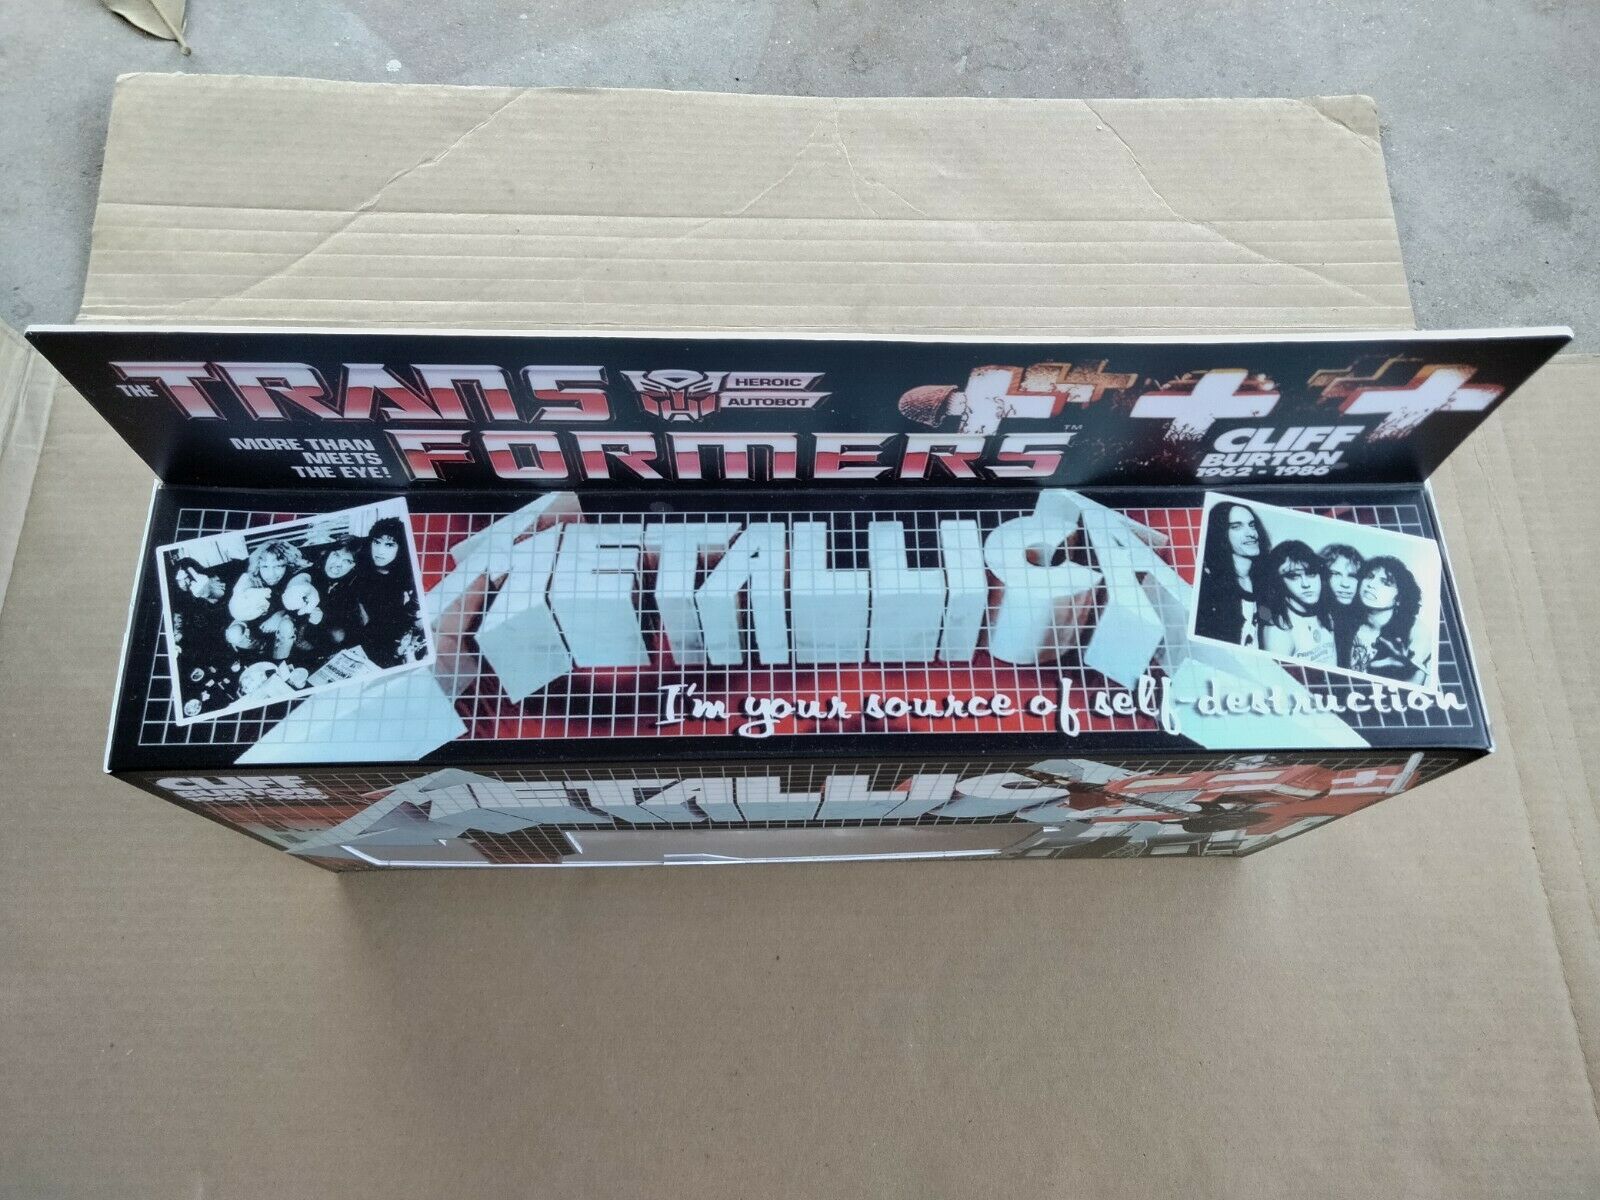 THE TRANS
HEROIC
AUTOBOT
FORMERS™
MORE THAN
MEETS
THE EYE!
CLIFF
BURTON
1962 - 1986
METALLICA
I'm your source of self-destruction
CLIFF
BURTON
METALLICA